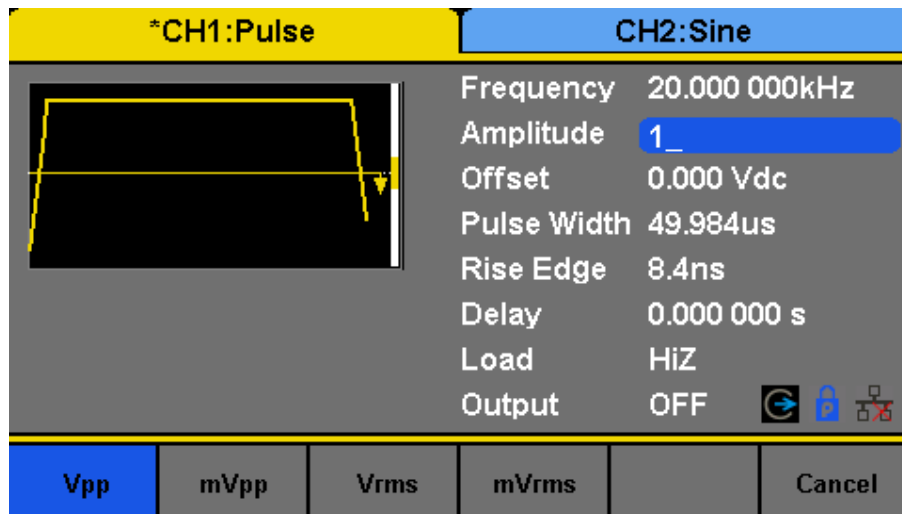 *CH1:Pulse
CH2:Sine
Frequency 20.000 000kHz
Amplitude 1_
Offset 0.000 Vdc
Pulse Width 49.984us
Rise Edge 8.4ns
Delay 0.000 000 s
Load HiZ
Output OFF P
Vpp mVpp Vrms mVrms Cancel